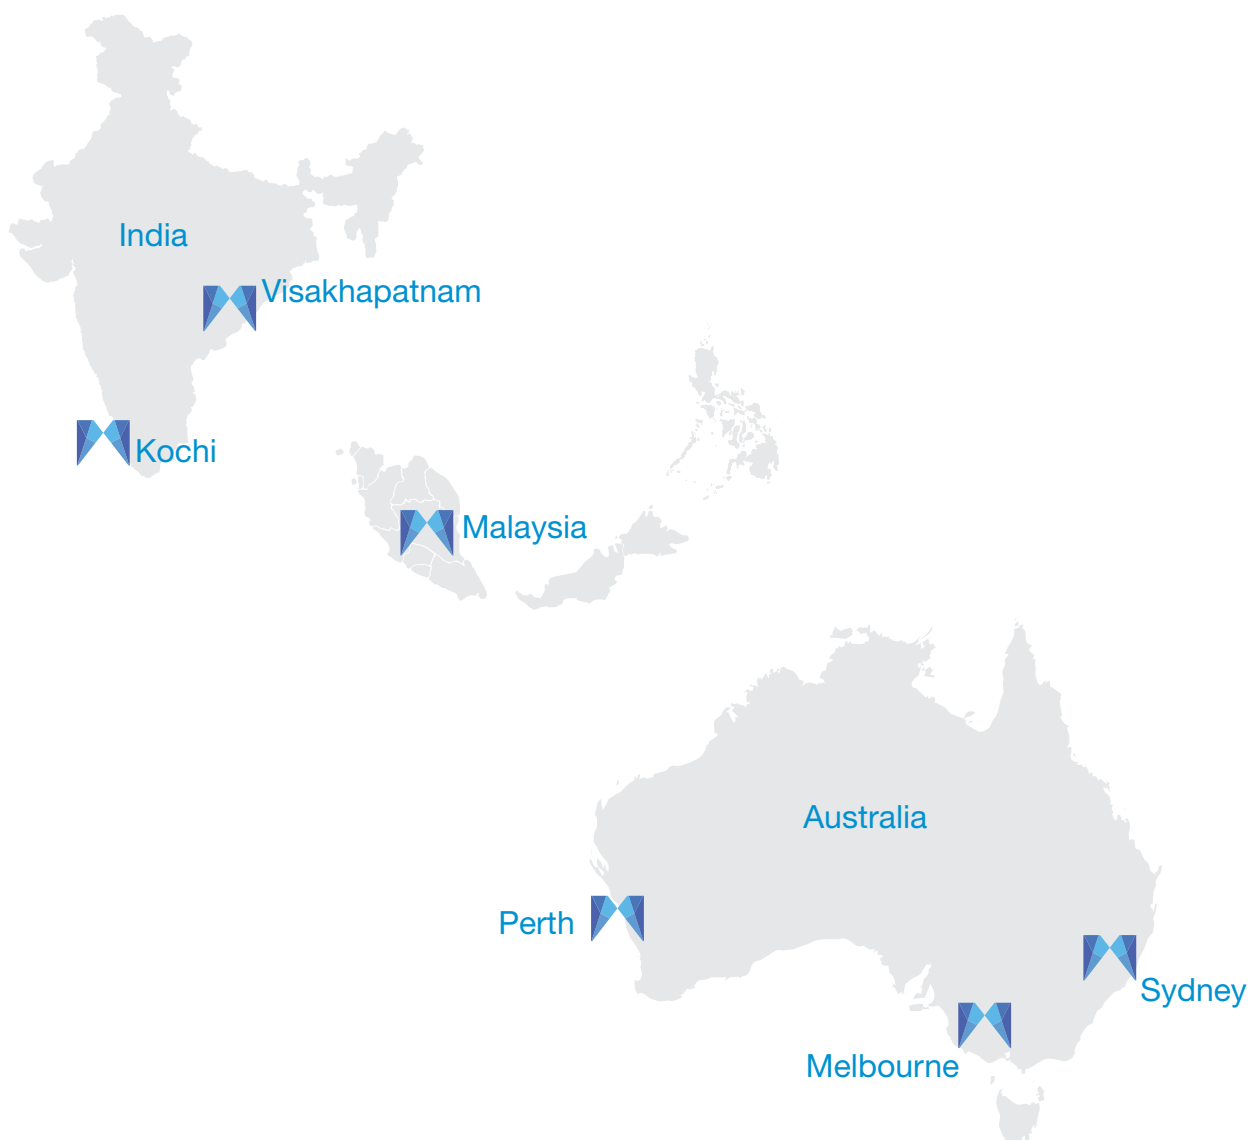 India
Visakhapatnam
Kochi
Malaysia
Australia
Perth
Sydney
Melbourne